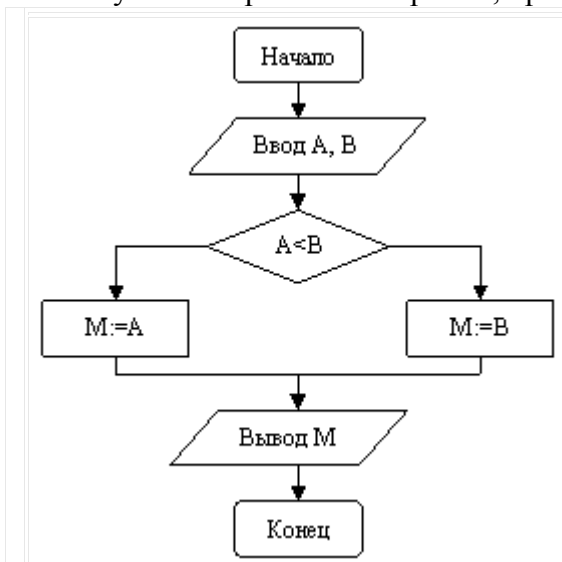 Начало
Ввод A, B
A<B
M:=A
M:=B
Вывод M
Конец